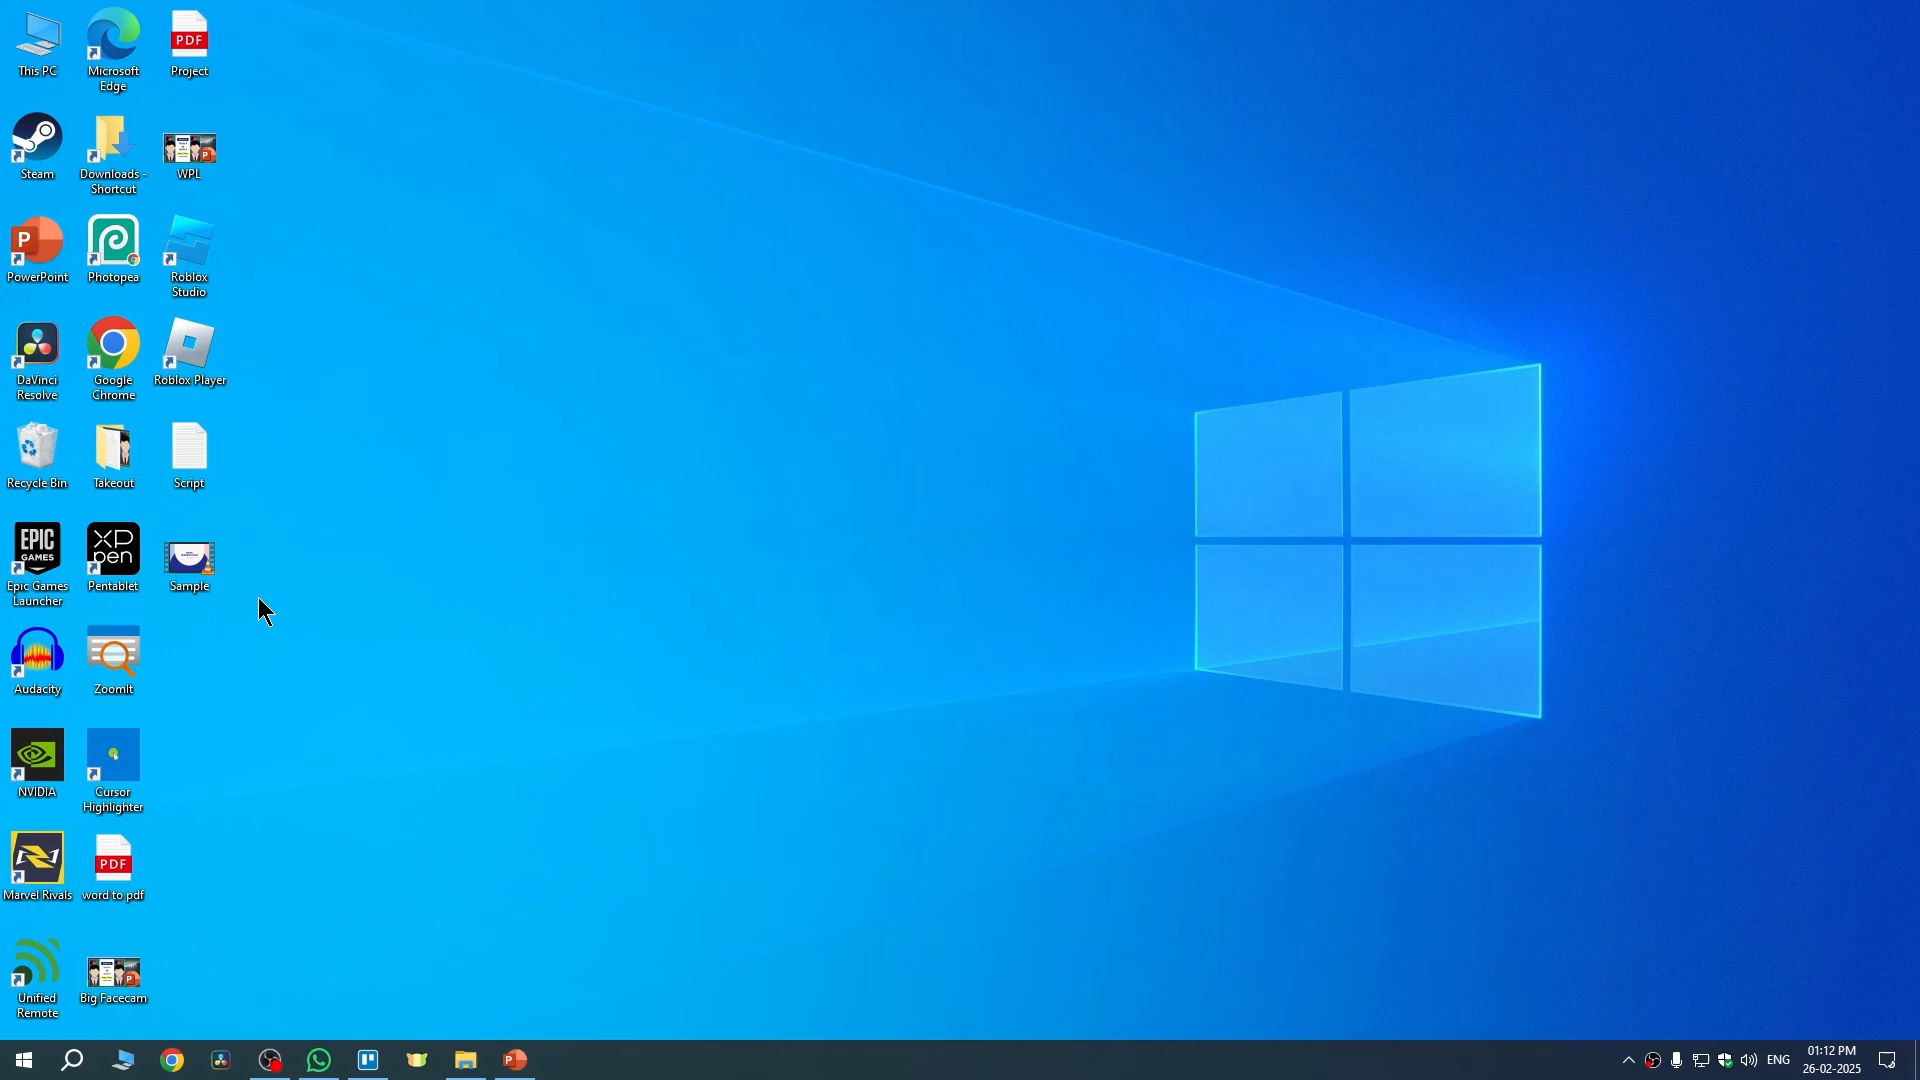 This PC
Microsoft
Edge
PDF
Project
Steam
Downloads -
Shortcut
WPL
P
PowerPoint
Photopea
Roblox
Studio
DaVinci
Resolve
Google
Chrome
Roblox Player
Recycle Bin
Takeout
Script
EPIC
GAMES
Epic Games
Launcher
XP
pen
Pentablet
Sample
Audacity
ZoomIt
NVIDIA
Cursor
Highlighter
Marvel Rivals
PDF
word to pdf
Unified
Remote
Big Facecam
P
ENG
01:12 PM
26-02-2025